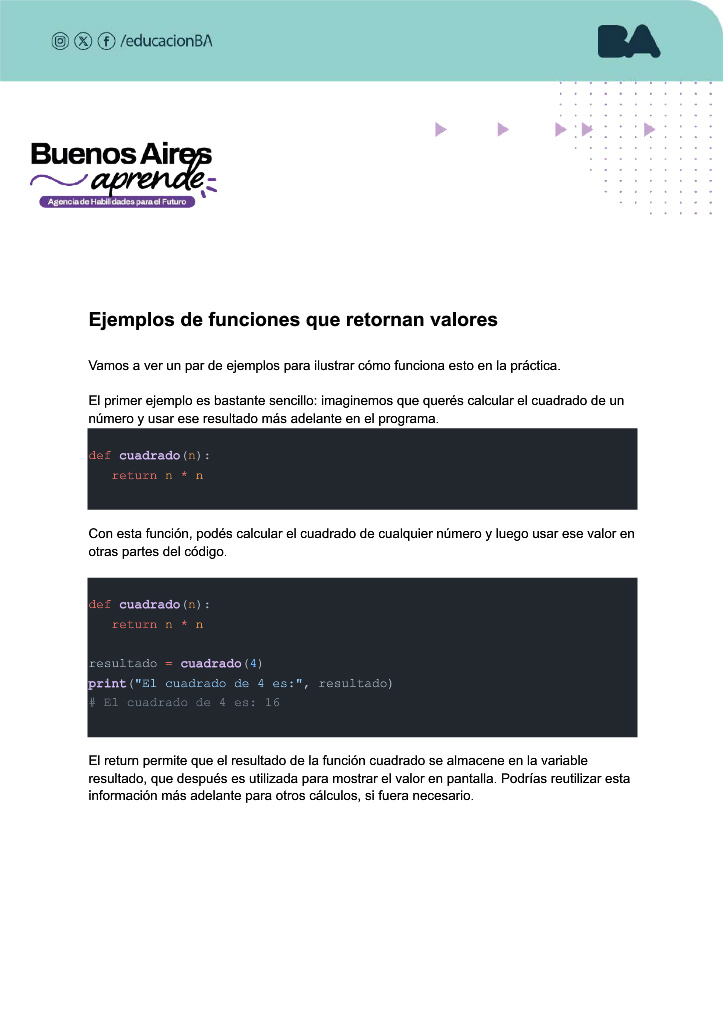 /educacionBA
BA
Buenos Aires
aprende
Agencia de Habilidades para el Futuro
Ejemplos de funciones que retornan valores
Vamos a ver un par de ejemplos para ilustrar cómo funciona esto en la práctica.
El primer ejemplo es bastante sencillo: imaginemos que querés calcular el cuadrado de un
número y usar ese resultado más adelante en el programa.
def cuadrado(n):
   return n * n
Con esta función, podés calcular el cuadrado de cualquier número y luego usar ese valor en
otras partes del código.
def cuadrado(n):
   return n * n
resultado = cuadrado(4)
print("El cuadrado de 4 es:", resultado)
# El cuadrado de 4 es: 16
El return permite que el resultado de la función cuadrado se almacene en la variable
resultado, que después es utilizada para mostrar el valor en pantalla. Podrías reutilizar esta
información más adelante para otros cálculos, si fuera necesario.